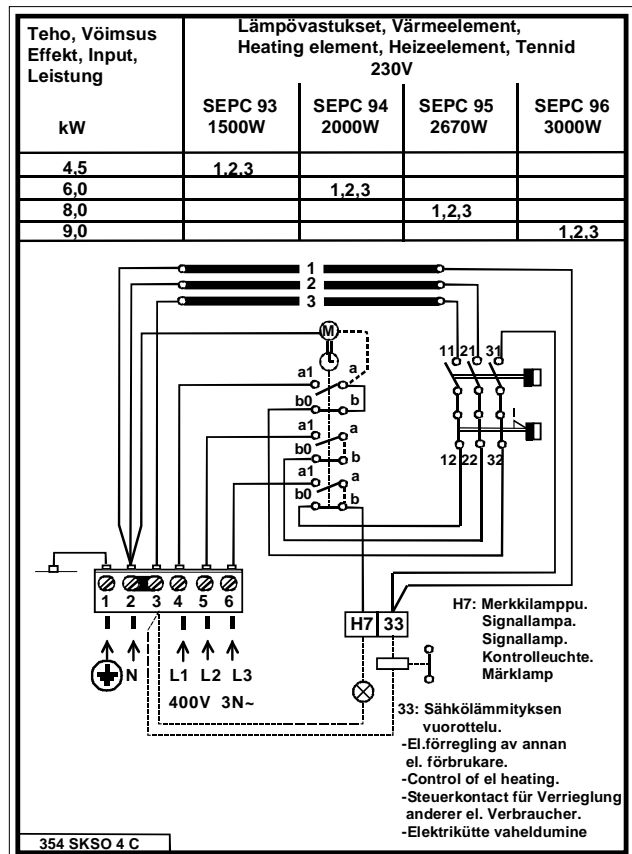 Teho, Vöimsus
Effekt, Input,
Leistung
kW
Lämpövastukset, Värmeelement,
Heating element, Heizeelement, Tennid
230V
SEPC 93 SEPC 94 SEPC 95 SEPC 96
1500W 2000W 2670W 3000W
4,5 1,2,3
6,0 1,2,3
8,0 1,2,3
9,0 1,2,3
1
2
3
M
11 21 31
a1 a
b0 b
a1 a
b0 b
a1 a
b0 b
12 22 32
1 2 3 4 5 6
N L1 L2 L3
400V 3N~
H7 33
H7: Merkkilamppu.
Signallampa.
Signallamp.
Kontrolleuchte.
Märklamp
33: Sähkölämmityksen
vuorottelu.
-El.förregling av annan
el. förbrukare.
-Control of el heating.
-Steuerkontact für Verrieglung
anderer el. Verbraucher.
-Elektrikütte vaheldumine
354 SKSO 4 C